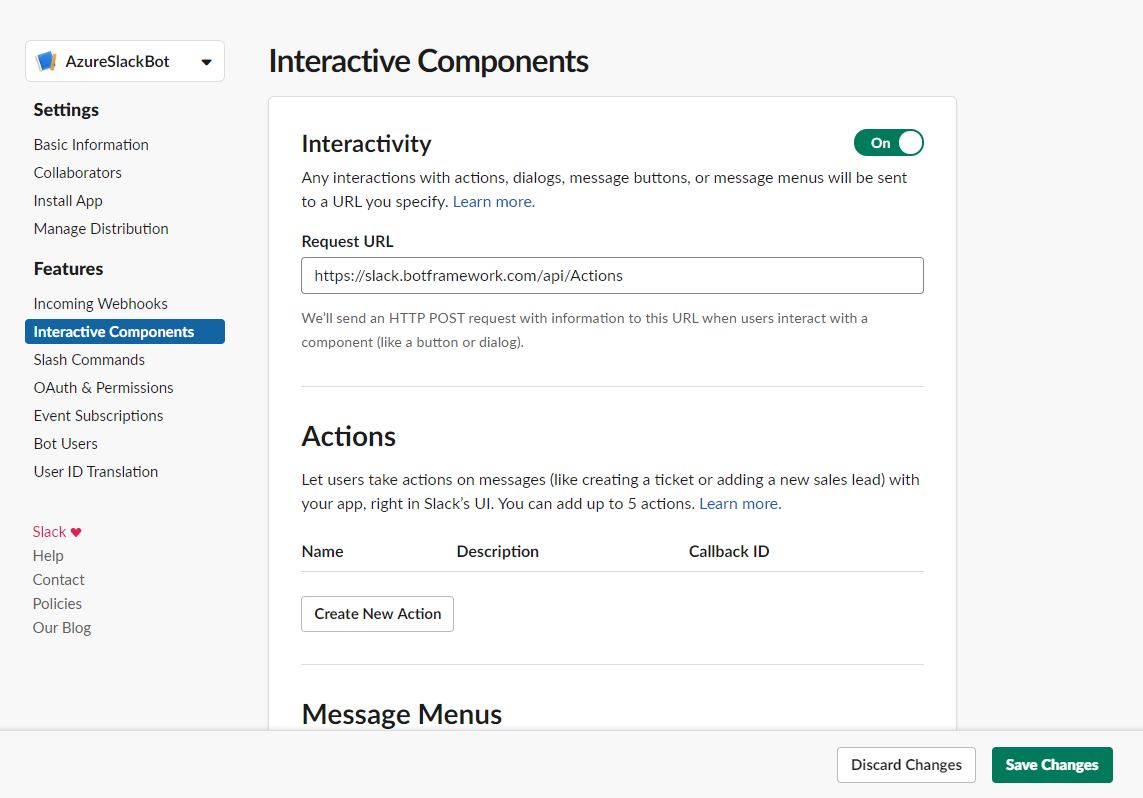 AzureSlackBot
Settings
Basic Information
Collaborators
Install App
Manage Distribution
Features
Incoming Webhooks
Interactive Components
Slash Commands
OAuth & Permissions
Event Subscriptions
Bot Users
User ID Translation
Slack ♥
Help
Contact
Policies
Our Blog
Interactive Components
Interactivity
On
Any interactions with actions, dialogs, message buttons, or message menus will be sent
to a URL you specify. Learn more.
Request URL
https://slack.botframework.com/api/Actions
We'll send an HTTP POST request with information to this URL when users interact with a
component (like a button or dialog).
Actions
Let users take actions on messages (like creating a ticket or adding a new sales lead) with
your app, right in Slack's UI. You can add up to 5 actions. Learn more.
Name Description Callback ID
Create New Action
Message Menus
Discard Changes Save Changes